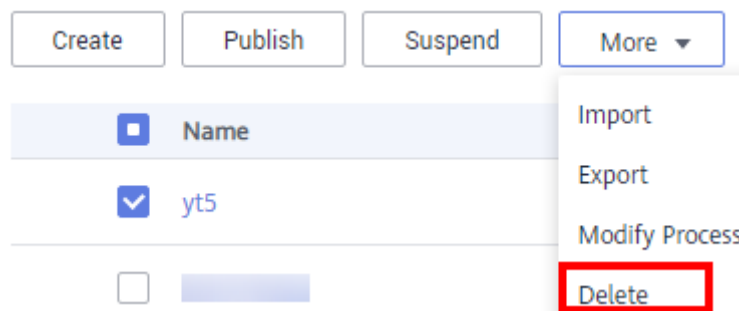 Create Publish Suspend More
Name
Import
yt5
Export
Modify Process
Delete